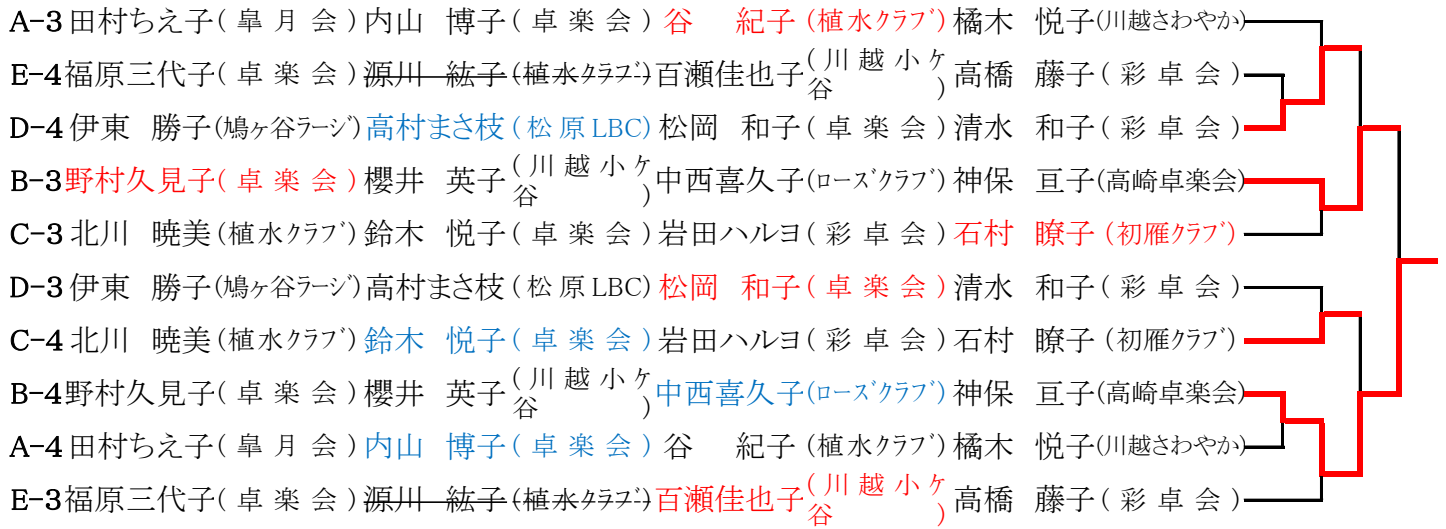 A-3 田村ちえ子(皐月会) 内山 博子(卓楽会) 谷 紀子(植水クラブ) 橘木 悦子(川越さわやか)
E-4 福原三代子(卓楽会) 源川 紘子(植水クラブ) 百瀬佳也子(川越小ケ谷) 高橋 藤子(彩卓会)
D-4 伊東 勝子(鳩ヶ谷ラージ) 高村まさ枝(松原LBC) 松岡 和子(卓楽会) 清水 和子(彩卓会)
B-3 野村久見子(卓楽会) 櫻井 英子(川越小ケ谷) 中西喜久子(ローズクラブ) 神保 亘子(高崎卓楽会)
C-3 北川 暁美(植水クラブ) 鈴木 悦子(卓楽会) 岩田ハルヨ(彩卓会) 石村 瞭子(初雁クラブ)
D-3 伊東 勝子(鳩ヶ谷ラージ) 高村まさ枝(松原LBC) 松岡 和子(卓楽会) 清水 和子(彩卓会)
C-4 北川 暁美(植水クラブ) 鈴木 悦子(卓楽会) 岩田ハルヨ(彩卓会) 石村 瞭子(初雁クラブ)
B-4 野村久見子(卓楽会) 櫻井 英子(川越小ケ谷) 中西喜久子(ローズクラブ) 神保 亘子(高崎卓楽会)
A-4 田村ちえ子(皐月会) 内山 博子(卓楽会) 谷 紀子(植水クラブ) 橘木 悦子(川越さわやか)
E-3 福原三代子(卓楽会) 源川 紘子(植水クラブ) 百瀬佳也子(川越小ケ谷) 高橋 藤子(彩卓会)